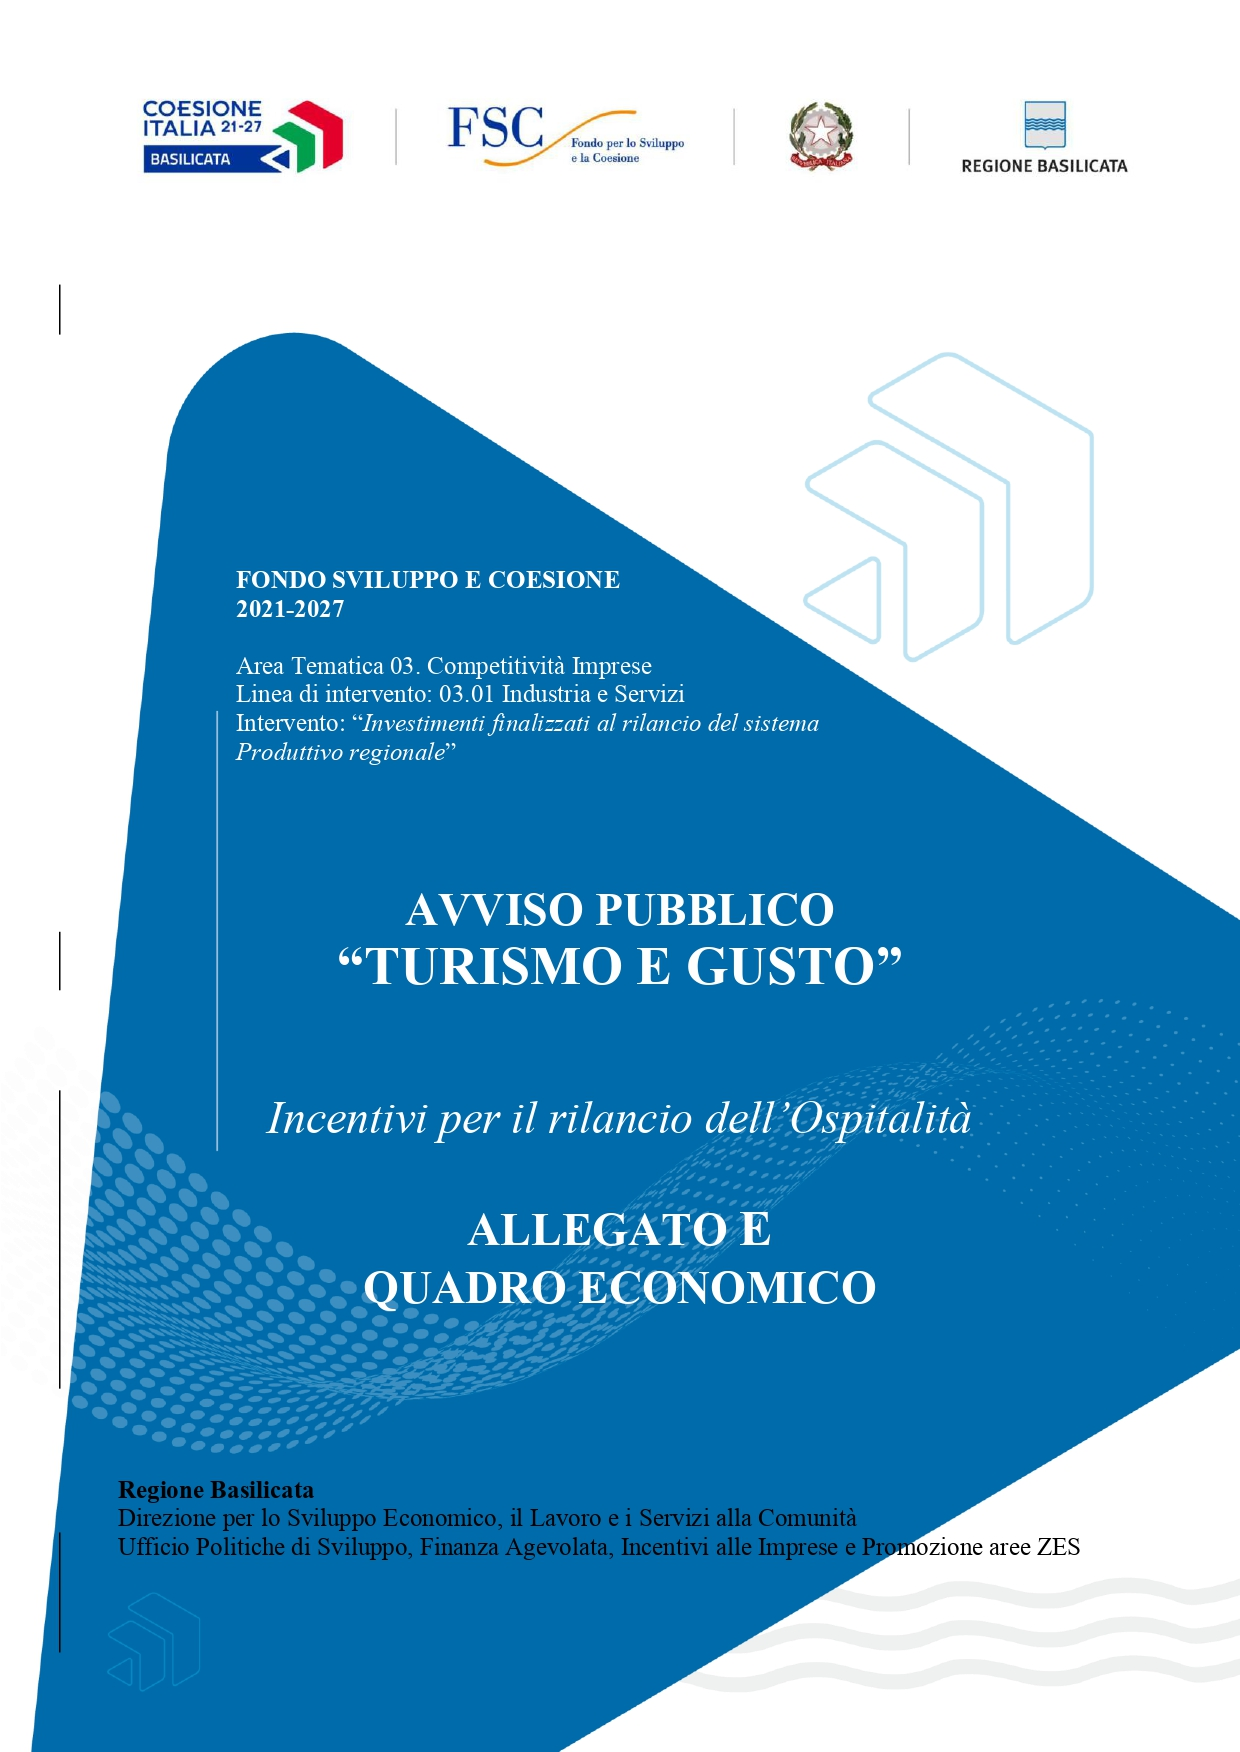 COESIONE
ITALIA 21-27
BASILICATA
FSC
Fondo per lo Sviluppo
e la Coesione
REPVBBLICA ITALIANA
REGIONE BASILICATA
FONDO SVILUPPO E COESIONE
2021-2027
Area Tematica 03. Competitività Imprese
Linea di intervento: 03.01 Industria e Servizi
Intervento: “Investimenti finalizzati al rilancio del sistema
Produttivo regionale”
AVVISO PUBBLICO
“TURISMO E GUSTO”
Incentivi per il rilancio dell’Ospitalità
ALLEGATO E
QUADRO ECONOMICO
Regione Basilicata
Direzione per lo Sviluppo Economico, il Lavoro e i Servizi alla Comunità
Ufficio Politiche di Sviluppo, Finanza Agevolata, Incentivi alle Imprese e Promozione aree ZES